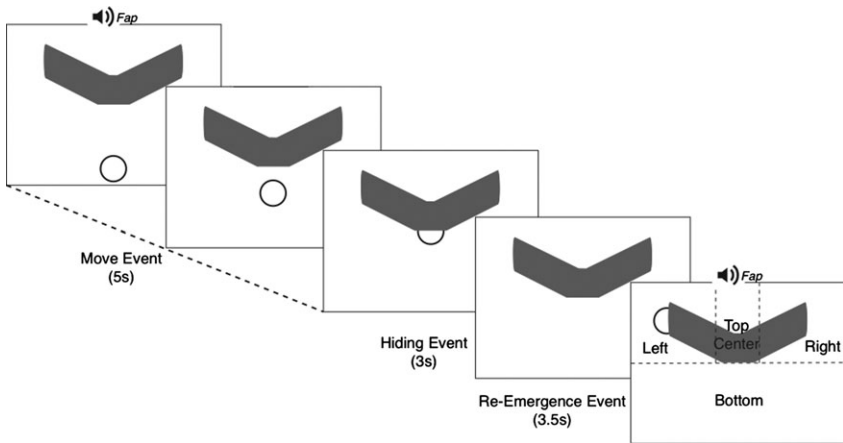 Fap
Move Event
(5s)
Hiding Event
(3s)
Re-Emergence Event
(3.5s)
Fap
Top
Center
Left
Right
Bottom